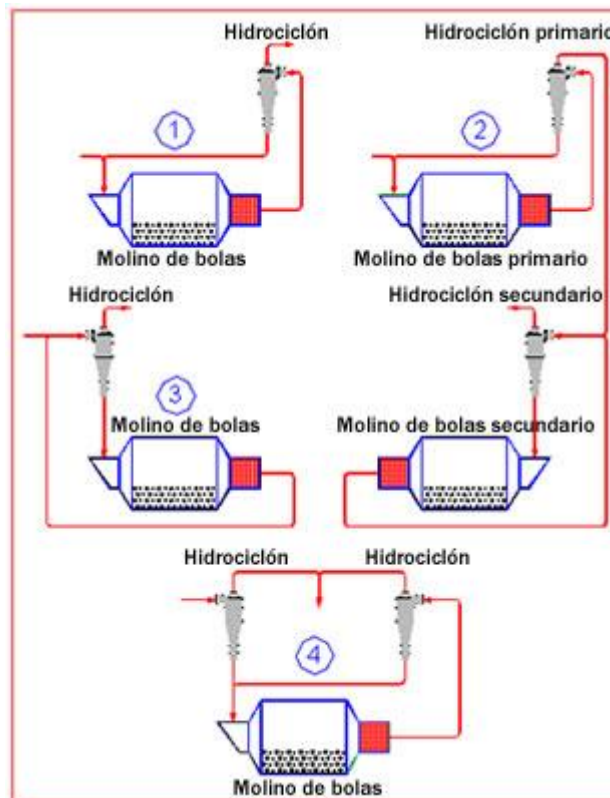 Hidrociclón
Hidrociclón primario
1
2
Molino de bolas
Molino de bolas primario
Hidrociclón
Hidrociclón secundario
3
Molino de bolas
Molino de bolas secundario
Hidrociclón
Hidrociclón
4
Molino de bolas